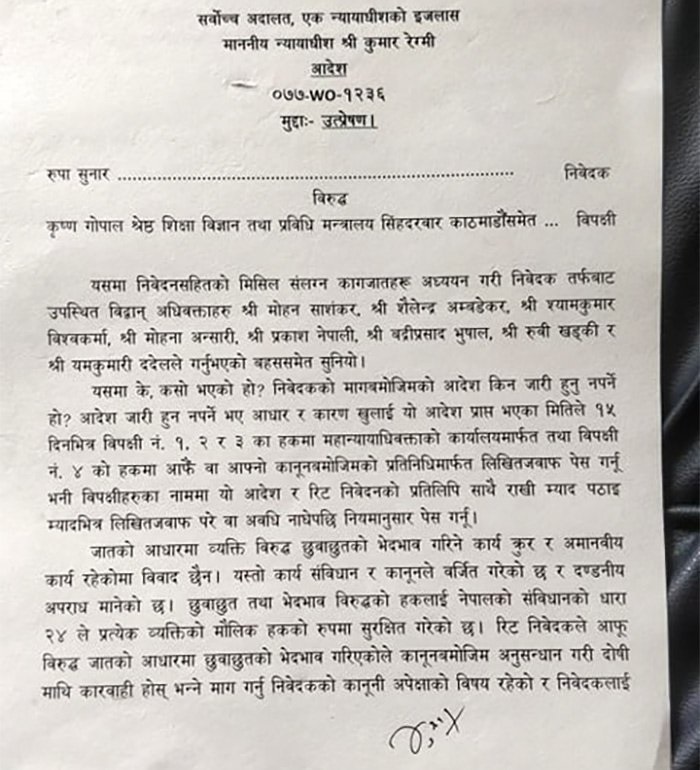 सर्वोच्च अदालत, एक न्यायाधीशको इजलास
माननीय न्यायाधीश श्री कुमार रेग्मी
आदेश
०७७-WO-१२३६
मुद्दाः- उत्प्रेषण।
रुपा सुनार ........................................................................ निवेदक
विरुद्ध
कृष्ण गोपाल श्रेष्ठ शिक्षा विज्ञान तथा प्रविधि मन्त्रालय सिंहदरवार काठमाडौंसमेत ... विपक्षी
यसमा निवेदनसहितको मिसिल संलग्न कागजातहरू अध्ययन गरी निवेदक तर्फबाट
उपस्थित विद्वान् अधिवक्ताहरु श्री मोहन साशंकर, श्री शैलेन्द्र अम्बडेकर, श्री श्यामकुमार
विश्वकर्मा, श्री मोहना अन्सारी, श्री प्रकाश नेपाली, श्री बद्रीप्रसाद भुषाल, श्री रुबी खड्की र
श्री यमकुमारी ददेलले गर्नुभएको बहससमेत सुनियो।
यसमा के, कसो भएको हो? निवेदकको मागबमोजिमको आदेश किन जारी हुनु नपर्ने
हो? आदेश जारी हुन नपर्ने भए आधार र कारण खुलाई यो आदेश प्राप्त भएका मितिले १५
दिनभित्र विपक्षी नं. १, २ र ३ का हकमा महान्यायाधिवक्ताको कार्यालयमार्फत तथा विपक्षी
नं. ४ को हकमा आफै वा आफ्नो कानूनबमोजिमको प्रतिनिधिमार्फत लिखितजवाफ पेस गर्नू
भनी विपक्षीहरुका नाममा यो आदेश र रिट निवेदनको प्रतिलिपि साथै राखी म्याद पठाइ
म्यादभित्र लिखितजवाफ परे वा अवधि नाघेपछि नियमानुसार पेस गर्नू।
जातको आधारमा व्यक्ति विरुद्ध छुवाछुतको भेदभाव गरिने कार्य क्रुर र अमानवीय
कार्य रहेकोमा विवाद छैन। यस्तो कार्य संविधान र कानूनले वर्जित गरेको छ र दण्डनीय
अपराध मानेको छ। छुवाछुत तथा भेदभाव विरुद्धको हकलाई नेपालको संविधानको धारा
२४ ले प्रत्येक व्यक्तिको मौलिक हकको रुपमा सुरक्षित गरेको छ। रिट निवेदकले आफू
विरुद्ध जातको आधारमा छुवाछुतको भेदभाव गरिएकोले कानूनबमोजिम अनुसन्धान गरी दोषी
माथि कारवाही होस् भन्ने माग गर्नु निवेदकको कानूनी अपेक्षाको विषय रहेको र निवेदकलाई